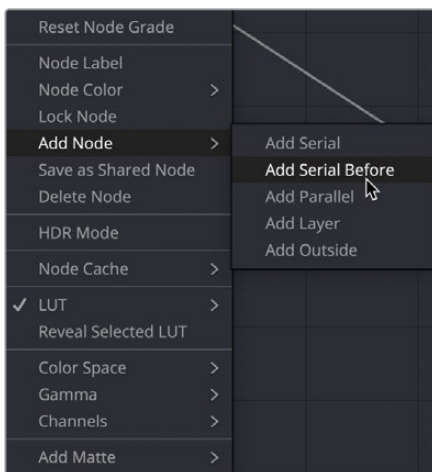 Reset Node Grade
Node Label
Node Color
Lock Node
Add Node
Save as Shared Node
Delete Node
HDR Mode
Node Cache
LUT
Reveal Selected LUT
Color Space
Gamma
Channels
Add Matte
Add Serial
Add Serial Before
Add Parallel
Add Layer
Add Outside